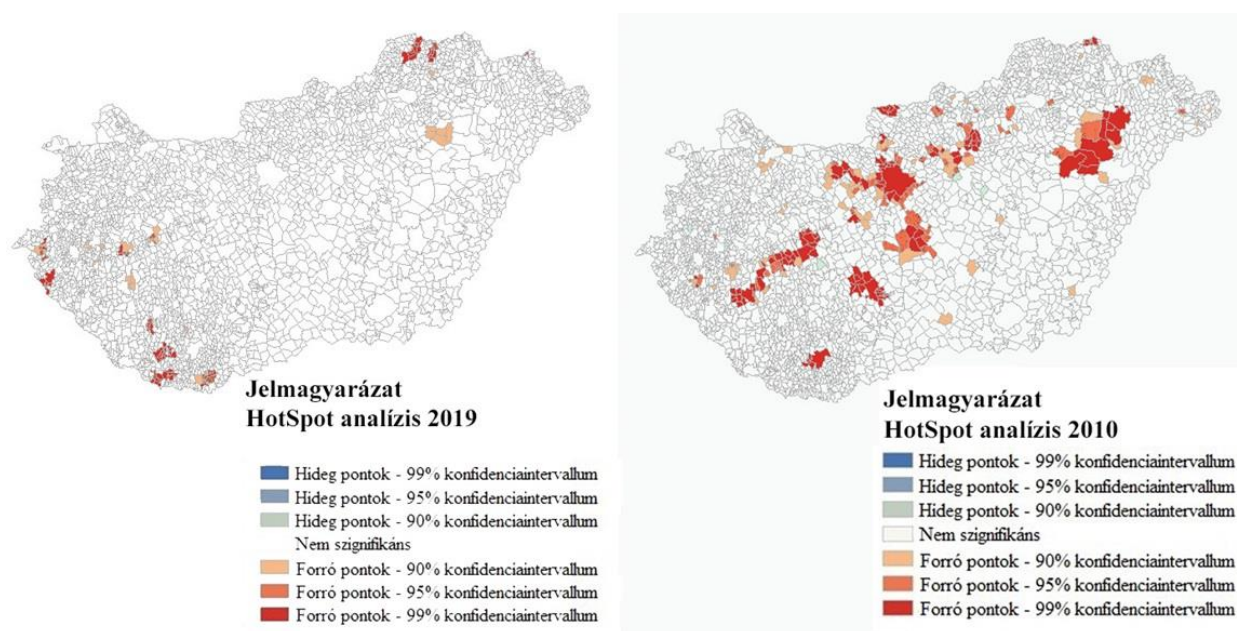 Jelmagyarázat
HotSpot analízis 2019
Hideg pontok - 99% konfidenciaintervallum
Hideg pontok - 95% konfidenciaintervallum
Hideg pontok - 90% konfidenciaintervallum
Nem szignifikáns
Forró pontok - 90% konfidenciaintervallum
Forró pontok - 95% konfidenciaintervallum
Forró pontok - 99% konfidenciaintervallum
Jelmagyarázat
HotSpot analízis 2010
Hideg pontok - 99% konfidenciaintervallum
Hideg pontok - 95% konfidenciaintervallum
Hideg pontok - 90% konfidenciaintervallum
Nem szignifikáns
Forró pontok - 90% konfidenciaintervallum
Forró pontok - 95% konfidenciaintervallum
Forró pontok - 99% konfidenciaintervallum